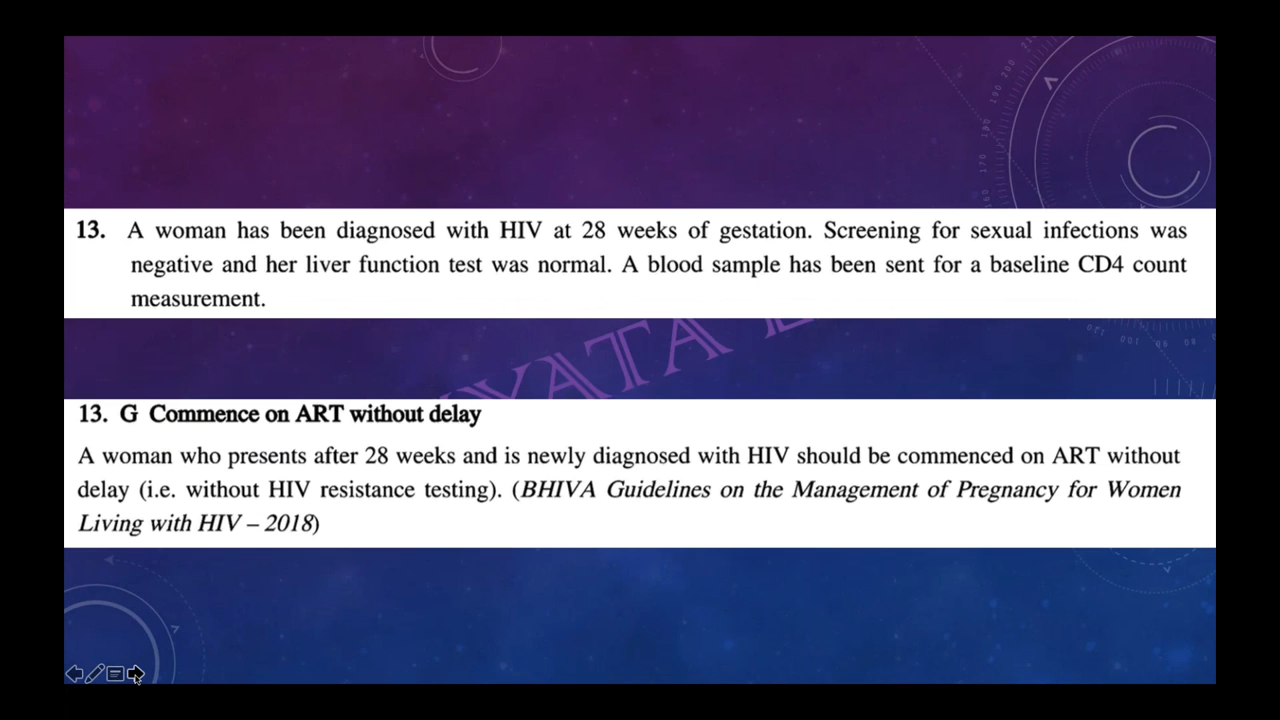 13. A woman has been diagnosed with HIV at 28 weeks of gestation. Screening for sexual infections was
negative and her liver function test was normal. A blood sample has been sent for a baseline CD4 count
measurement.
13. G Commence on ART without delay
A woman who presents after 28 weeks and is newly diagnosed with HIV should be commenced on ART without
delay (i.e. without HIV resistance testing). (BHIVA Guidelines on the Management of Pregnancy for Women
Living with HIV – 2018)